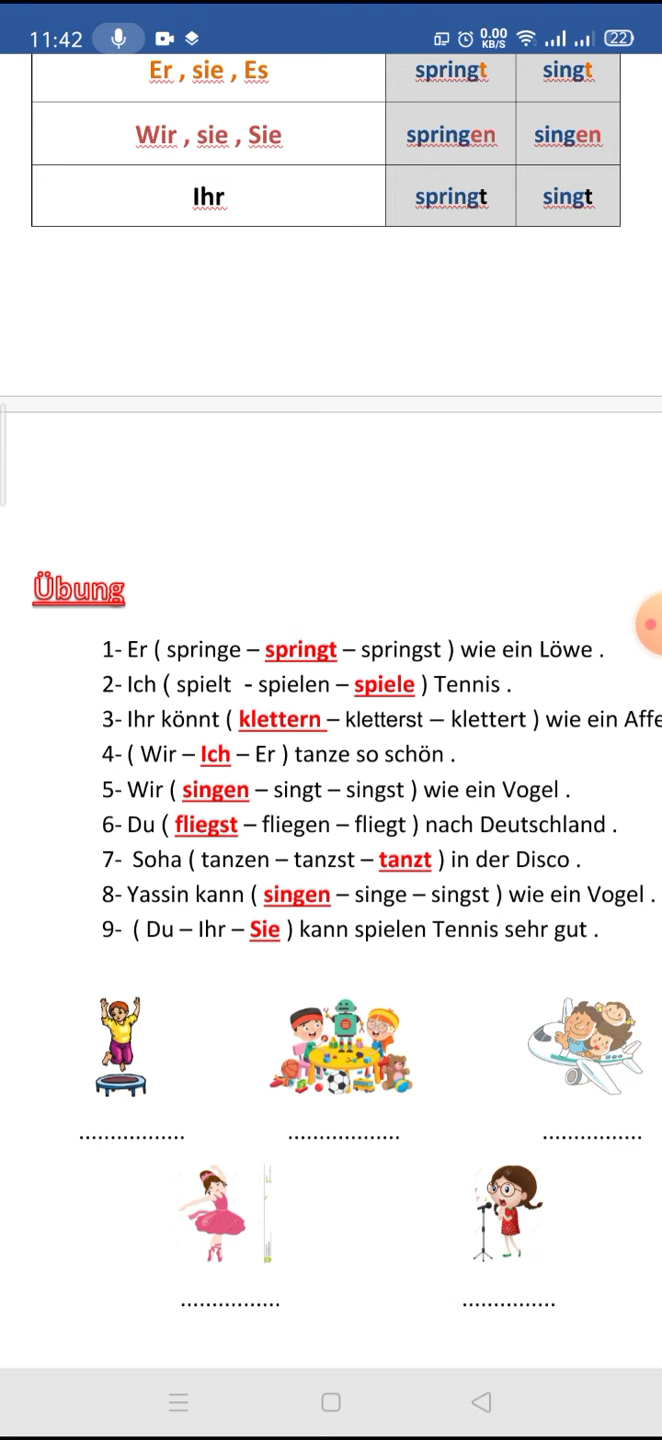 11:42 0.00 KB/S 22
Er , sie , Es springt singt
Wir , sie , Sie springen singen
Ihr springt singt
Übung
1- Er ( springe – springt – springst ) wie ein Löwe .
2- Ich ( spielt - spielen – spiele ) Tennis .
3- Ihr könnt ( klettern – kletterst – klettert ) wie ein Affe
4- ( Wir – Ich – Er ) tanze so schön .
5- Wir ( singen – singt – singst ) wie ein Vogel .
6- Du ( fliegst – fliegen – fliegt ) nach Deutschland .
7- Soha ( tanzen – tanzst – tanzt ) in der Disco .
8- Yassin kann ( singen – singe – singst ) wie ein Vogel .
9- ( Du – Ihr – Sie ) kann spielen Tennis sehr gut .
................. .................. ................
................ ...............